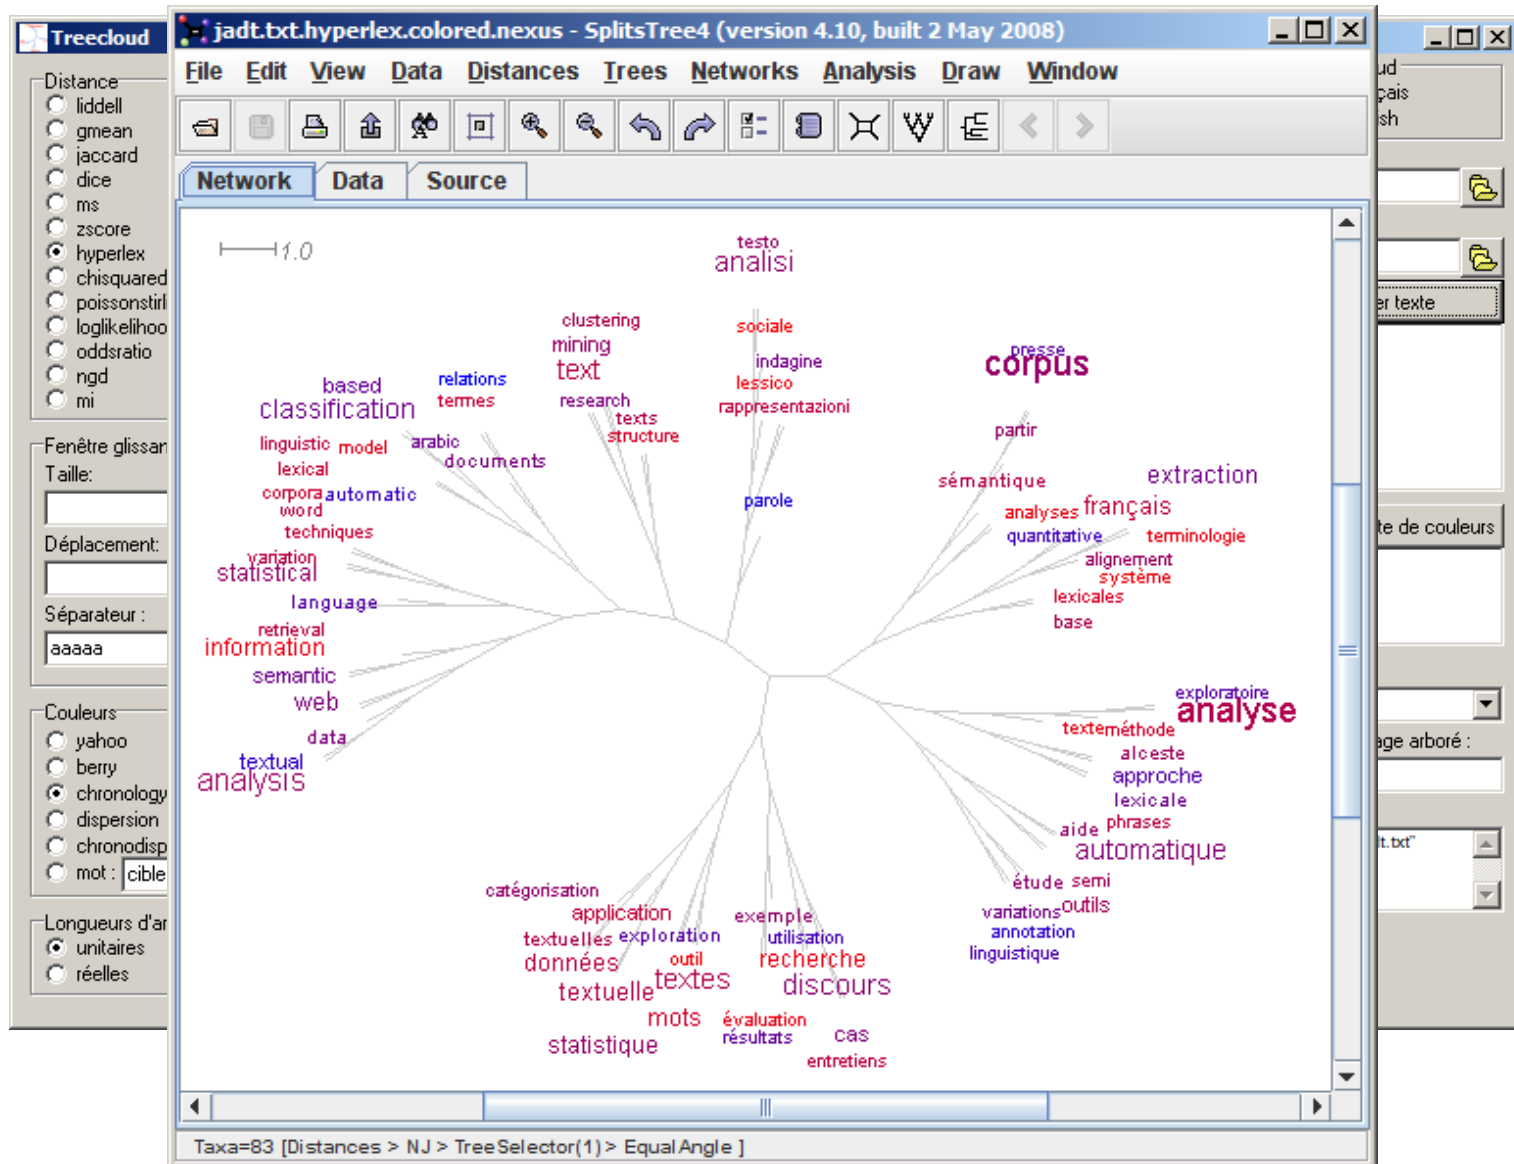 Treecloud
Distance
liddell
gmean
jaccard
dice
ms
zscore
hyperlex
chisquared
poissonstirl
loglikelihoo
oddsratio
ngd
mi
Fenêtre glissan
Taille:
Déplacement:
Séparateur :
aaaaa
Couleurs
yahoo
berry
chronology
dispersion
chronodisp
mot : cible
Longueurs d'ar
unitaires
réelles
jadt.txt.hyperlex.colored.nexus - SplitsTree4 (version 4.10, built 2 May 2008)
File Edit View Data Distances Trees Networks Analysis Draw Window
Network Data Source
1.0
testo
analisi
sociale
indagine
lessico
rappresentazioni
parole
clustering
mining
text
research
texts
structure
relations
termes
based
classification
arabic
documents
linguistic model
lexical
corpora automatic
word
techniques
variation
statistical
language
retrieval
information
semantic
web
data
textual
analysis
presse
corpus
partir
sémantique
extraction
analyses français
quantitative terminologie
alignement
système
lexicales
base
exploratoire
analyse
texte méthode
alceste
approche
lexicale
aide phrases
automatique
étude semi
variations outils
annotation
linguistique
catégorisation
application
textuelles exploration
données
outil
textuelle textes
mots
statistique
exemple
utilisation
recherche
discours
évaluation
résultats
cas
entretiens
Taxa=83 [Distances > NJ > TreeSelector(1) > EqualAngle ]
ud
çais
sh
er texte
te de couleurs
age arboré :
lt.txt"